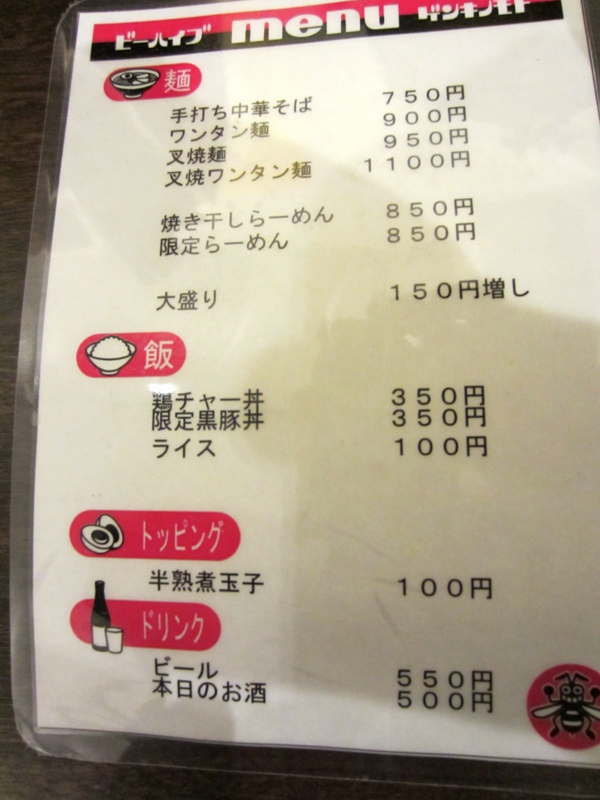 ビーハイブ menu ゲンキノモト
麺
手打ち中華そば ７５０円
ワンタン麺 ９００円
叉焼麺 ９５０円
叉焼ワンタン麺 １１００円
焼き干しらーめん ８５０円
限定らーめん ８５０円
大盛り １５０円増し
飯
鶏チャー丼 ３５０円
限定黒豚丼 ３５０円
ライス １００円
トッピング
半熟煮玉子 １００円
ドリンク
ビール ５５０円
本日のお酒 ５００円